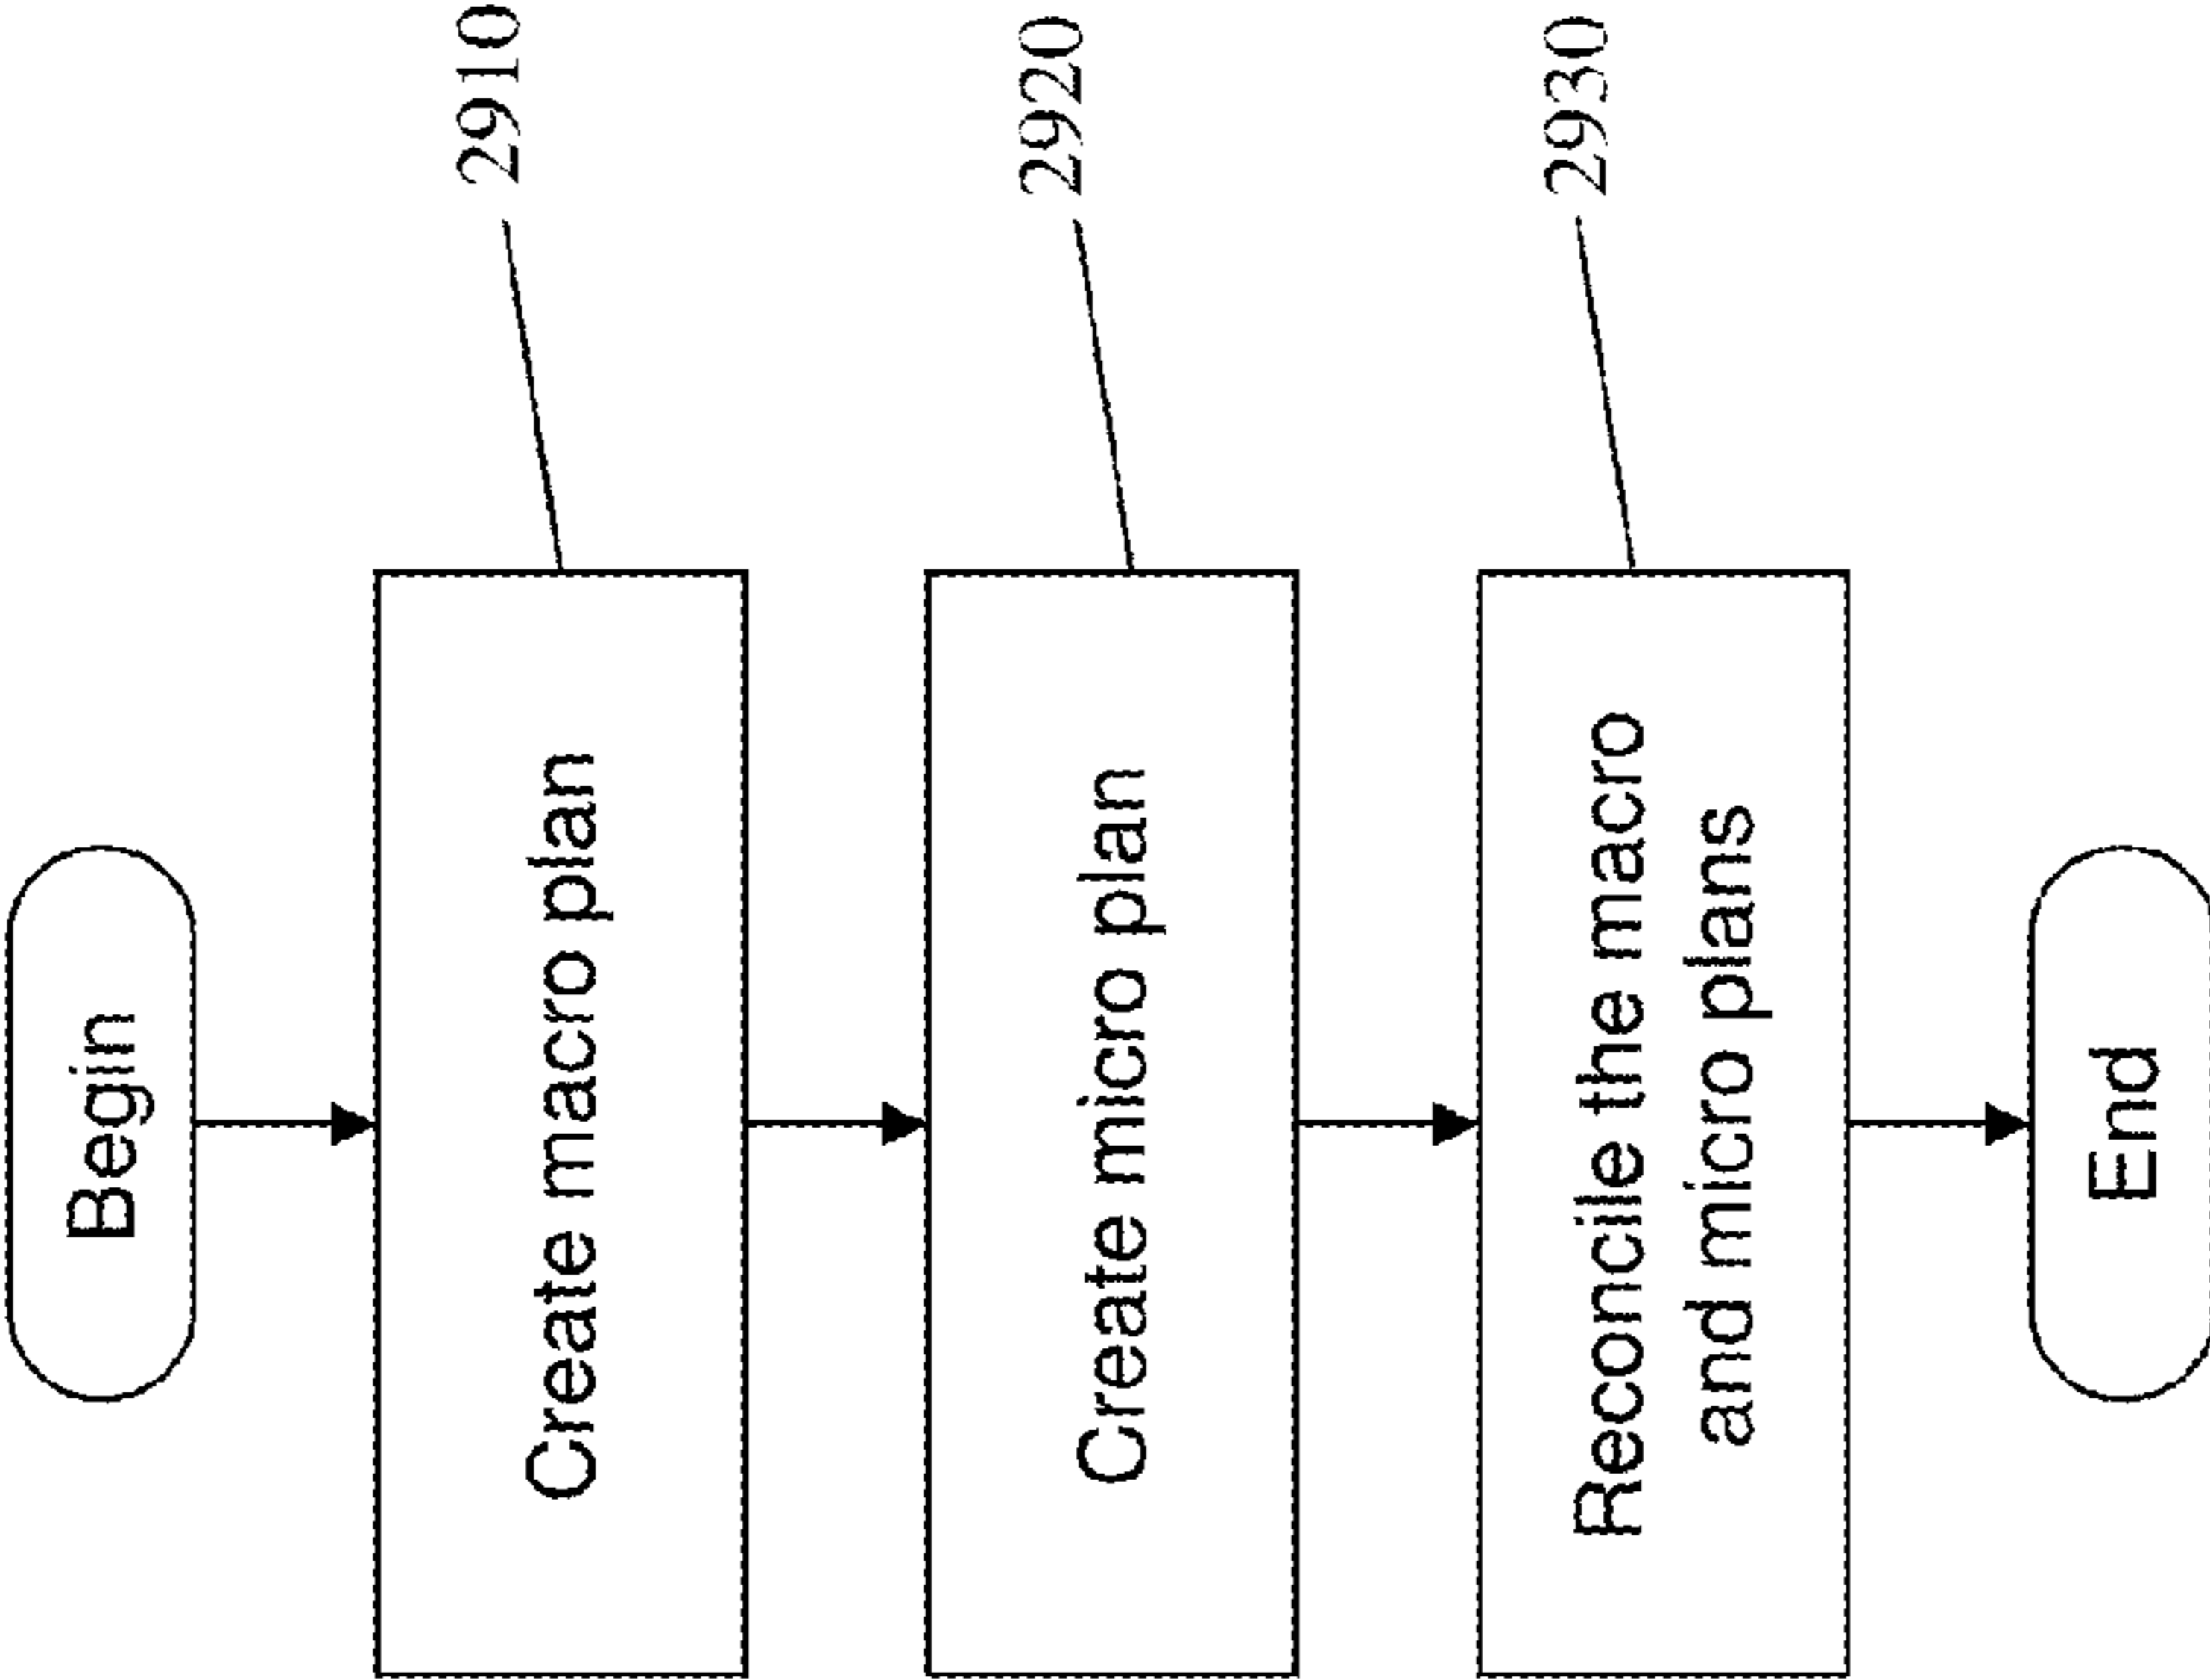 Begin
Create macro plan
2910
Create micro plan
2920
Reconcile the macro
and micro plans
2930
End